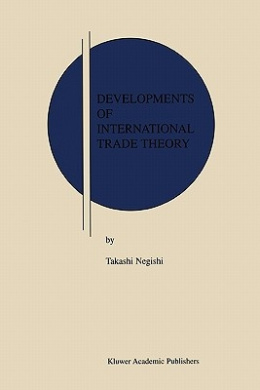 DEVELOPMENTS
OF
INTERNATIONAL
TRADE THEORY
by
Takashi Negishi
Kluwer Academic Publishers